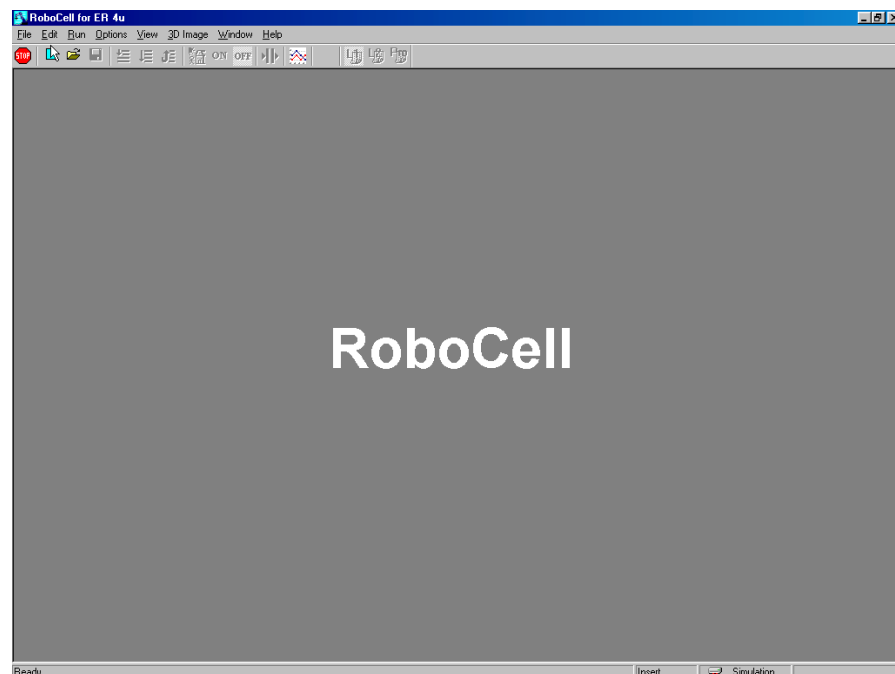 RoboCell for ER 4u
File Edit Run Options View 3D Image Window Help
STOP ON OFF
RoboCell
Ready Insert Simulation